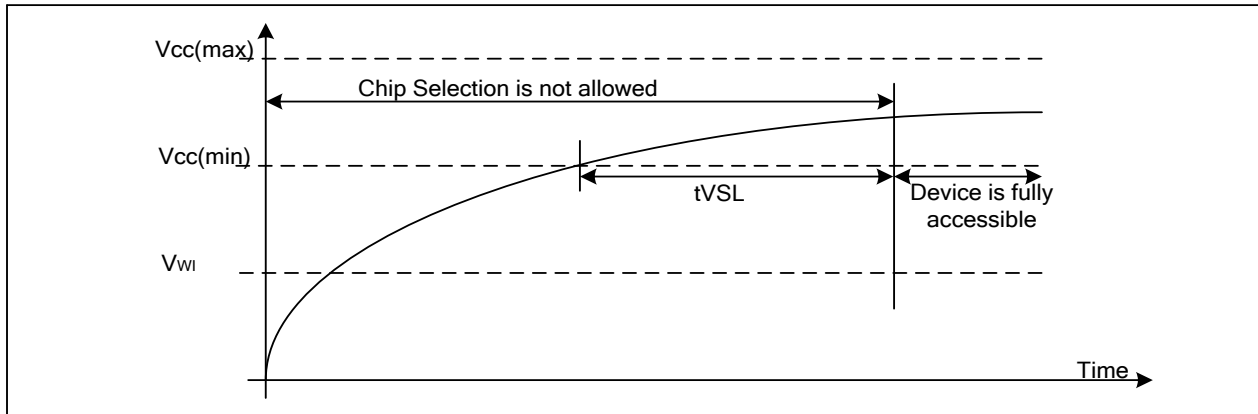 Vcc(max)
Chip Selection is not allowed
Vcc(min)
tVSL
Device is fully
accessible
VWI
Time